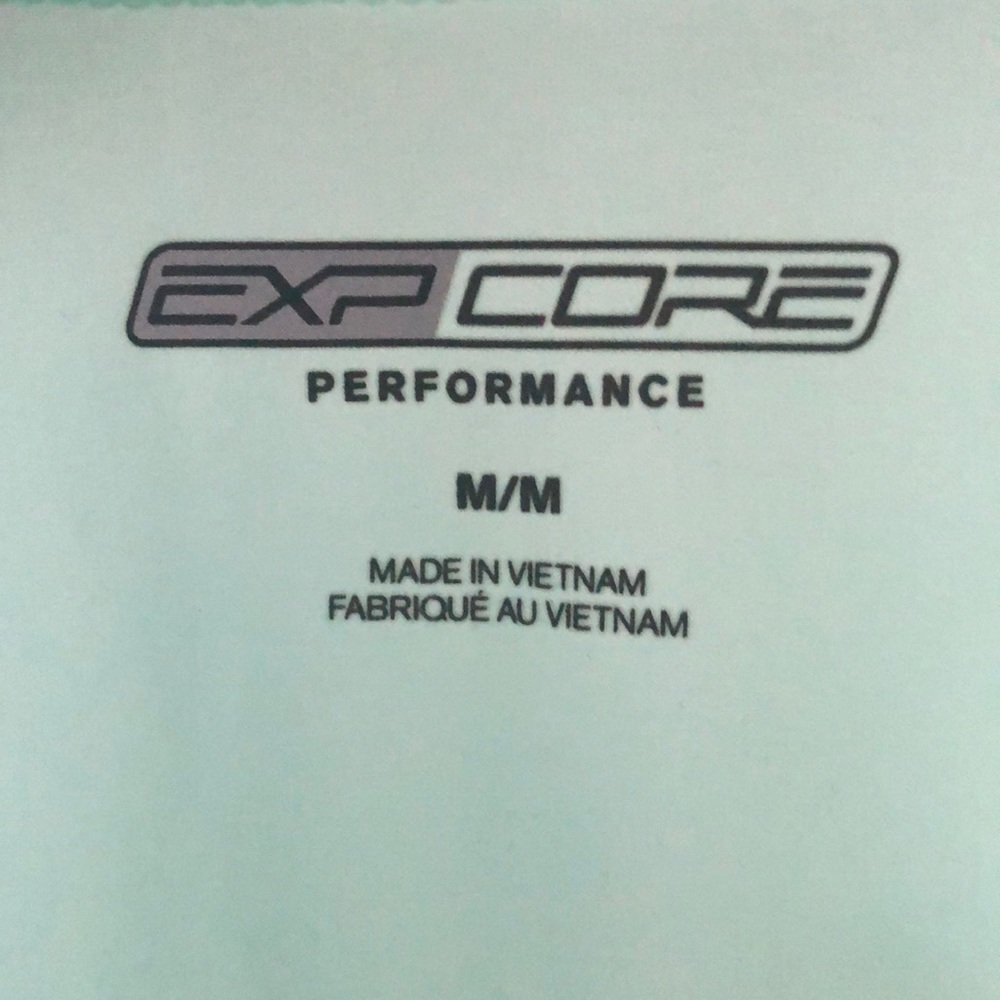 EXP CORE
PERFORMANCE
M/M
MADE IN VIETNAM
FABRIQUÉ AU VIETNAM